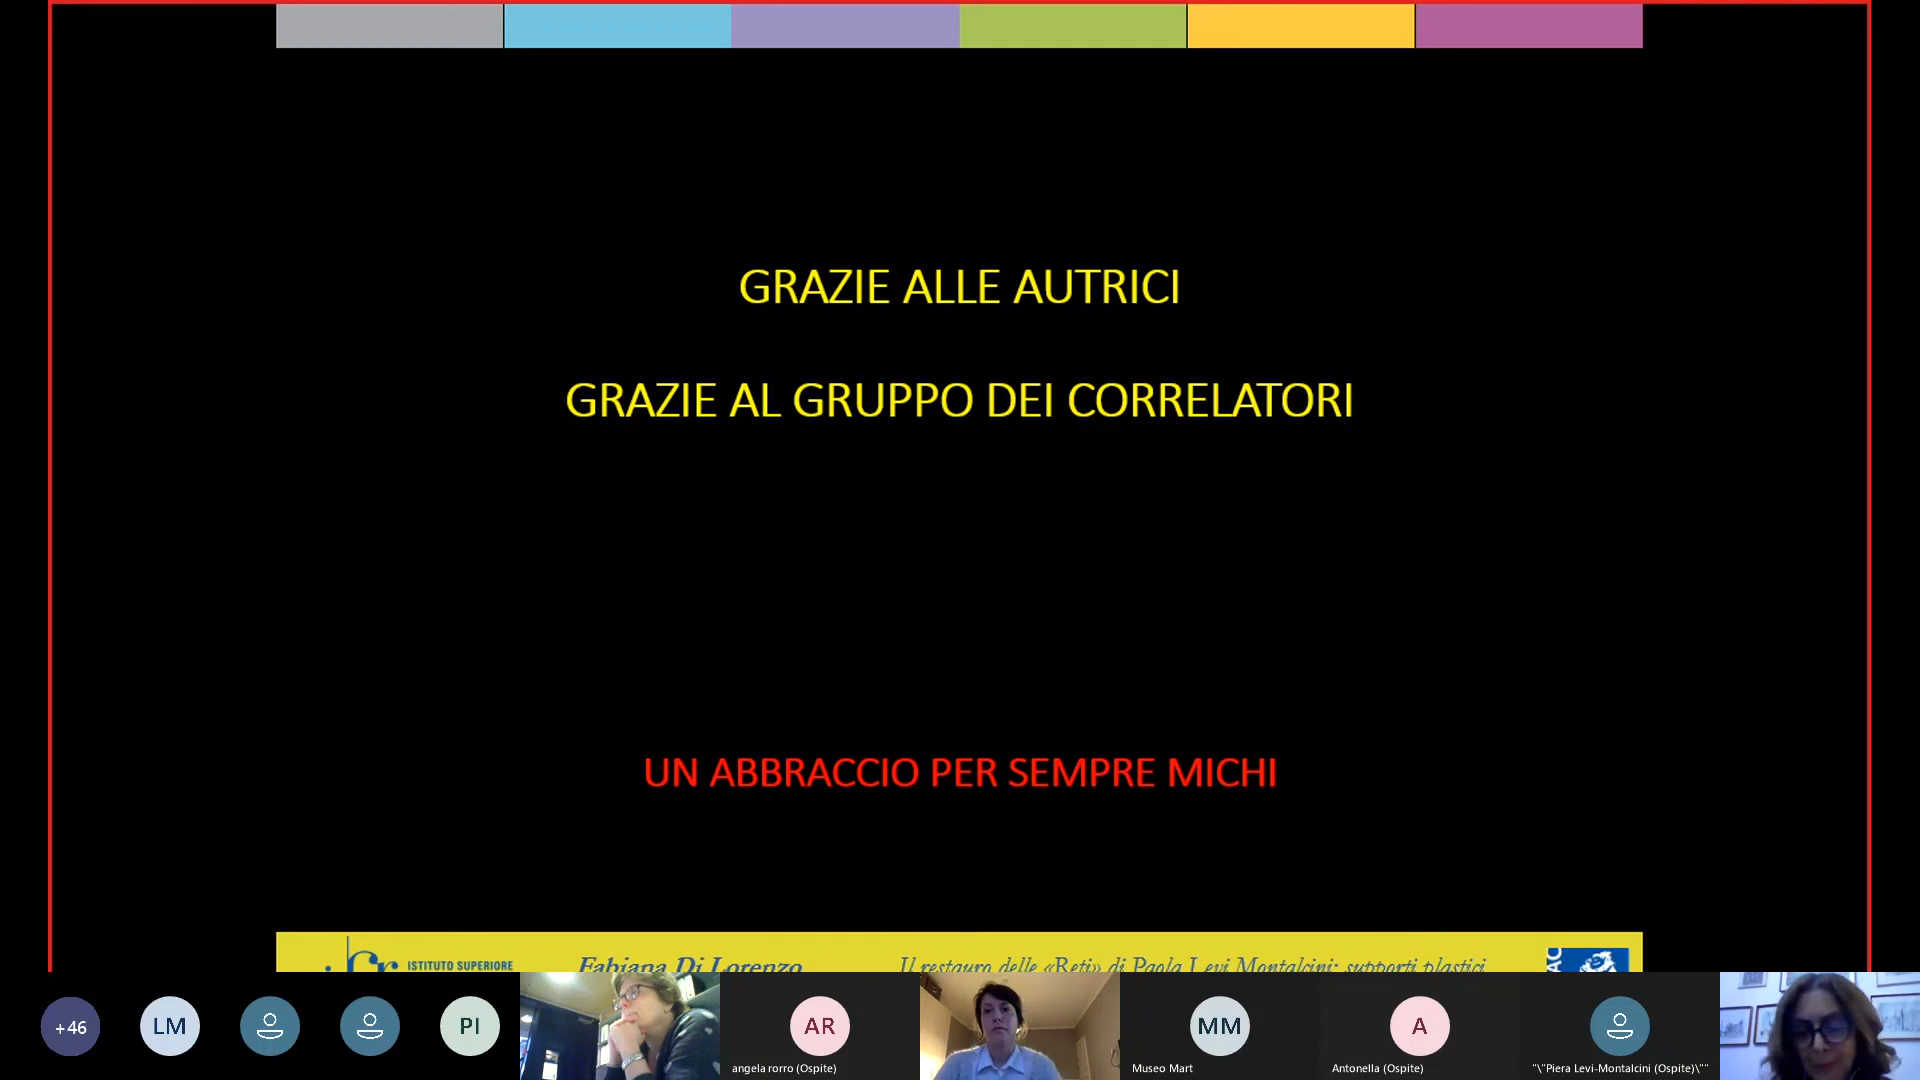 GRAZIE ALLE AUTRICI
GRAZIE AL GRUPPO DEI CORRELATORI
UN ABBRACCIO PER SEMPRE MICHI
icr ISTITUTO SUPERIORE
Fabiana Di Lorenzo
Il restauro delle «Reti» di Paola Levi Montalcini: supporti plastici
AC
+46
LM
PI
AR
angela rorro (Ospite)
MM
Museo Mart
A
Antonella (Ospite)
"\"Piera Levi-Montalcini (Ospite)\""